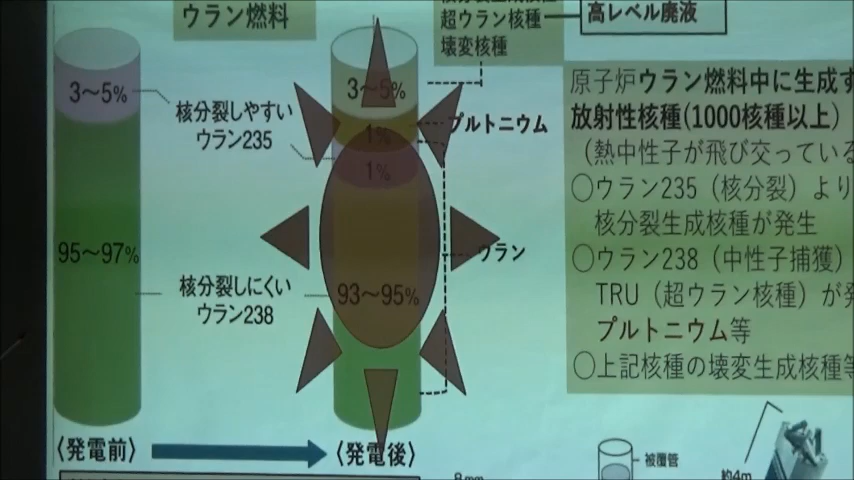 ウラン燃料
超ウラン核種
壊変核種
高レベル廃液
3～5%
核分裂しやすい
ウラン235
95～97%
核分裂しにくい
ウラン238
〈発電前〉
3～5%
1%
1%
93～95%
〈発電後〉
プルトニウム
ウラン
原子炉ウラン燃料中に生成す
放射性核種(1000核種以上)
（熱中性子が飛び交っている
○ウラン235（核分裂）より
核分裂生成核種が発生
○ウラン238（中性子捕獲）
TRU（超ウラン核種）が発
プルトニウム等
○上記核種の壊変生成核種等
被覆管
約4m
8mm